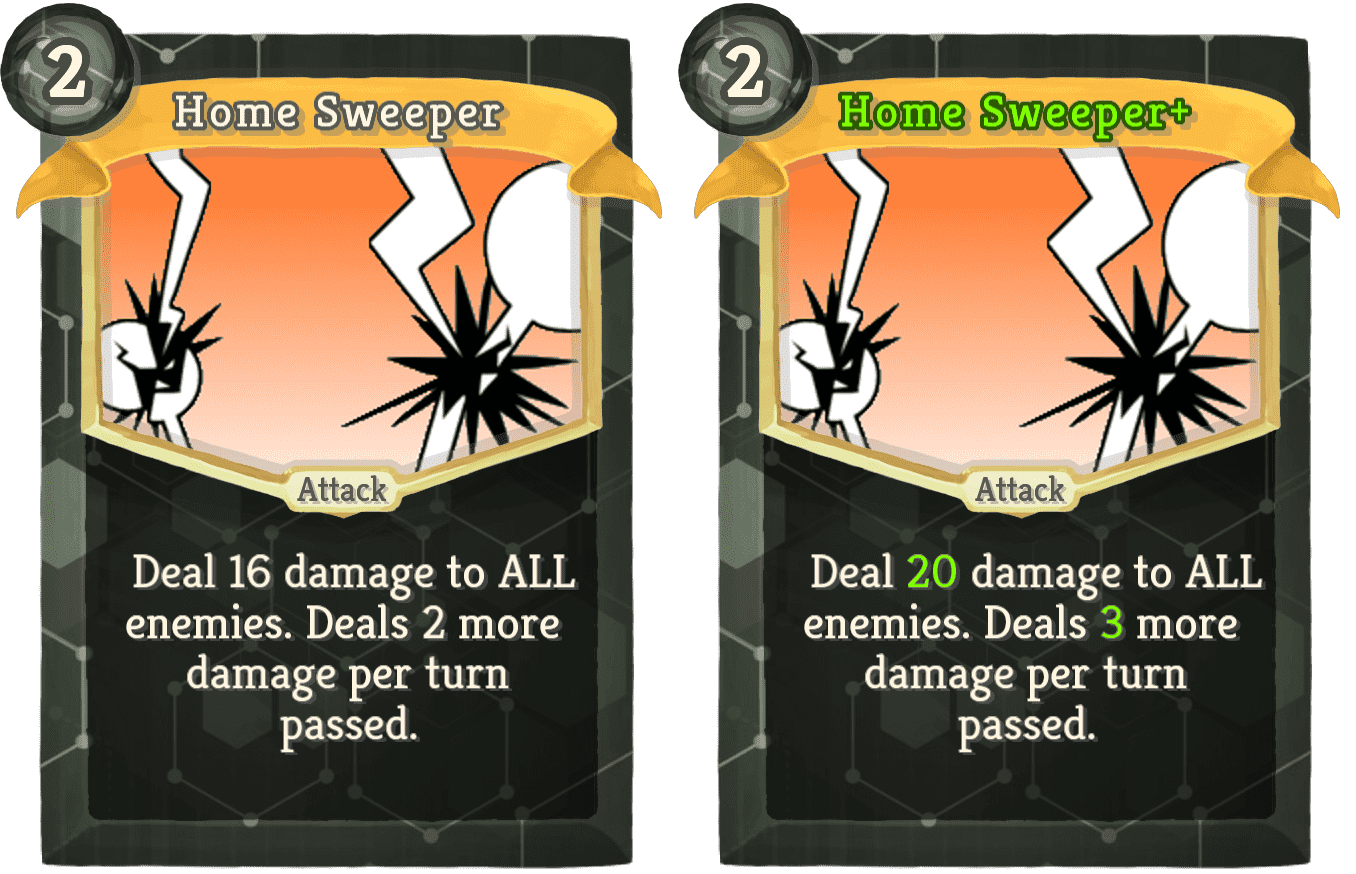 2
Home Sweeper
Attack
Deal 16 damage to ALL
enemies. Deals 2 more
damage per turn
passed.
2
Home Sweeper+
Attack
Deal 20 damage to ALL
enemies. Deals 3 more
damage per turn
passed.